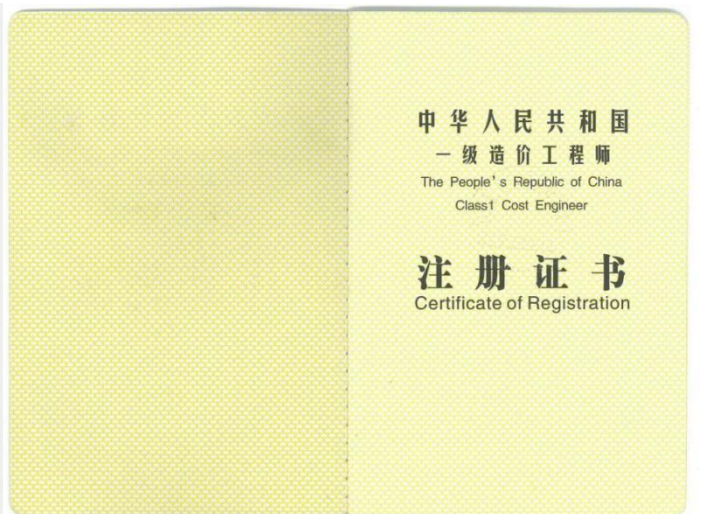 中华人民共和国
一级造价工程师
The People's Republic of China
Class1 Cost Engineer
注册证书
Certificate of Registration